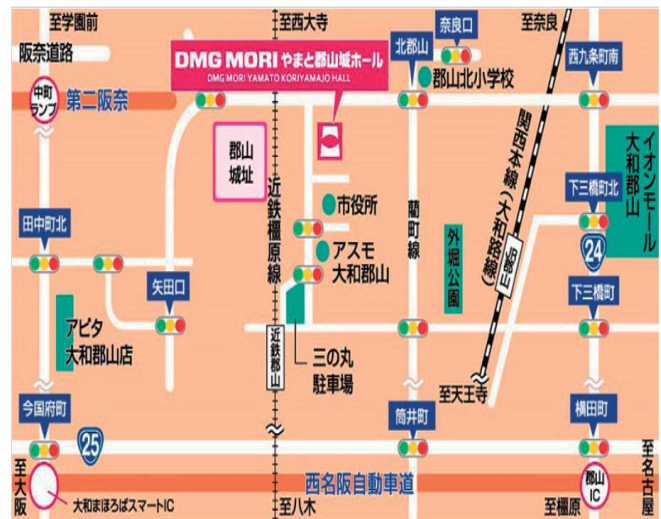 至学園前
至西大寺
奈良口
至奈良
阪奈道路
DMG MORI やまと郡山城ホール
DMG MORI YAMATO KORIYAMAJO HALL
北郡山
郡山北小学校
西九条町南
中町
ランプ
第二阪奈
郡山
城址
近鉄橿原線
市役所
アスモ
大和郡山
藺町線
外堀公園
関西本線(大和路線)
JR郡山
下三橋町北
イオンモール
大和郡山
24
田中町北
矢田口
下三橋町
アピタ
大和郡山店
近鉄郡山
三の丸
駐車場
至天王寺
今国府町
25
筒井町
横田町
至大阪
大和まほろばスマートIC
西名阪自動車道
至八木
郡山
IC
至橿原
至名古屋